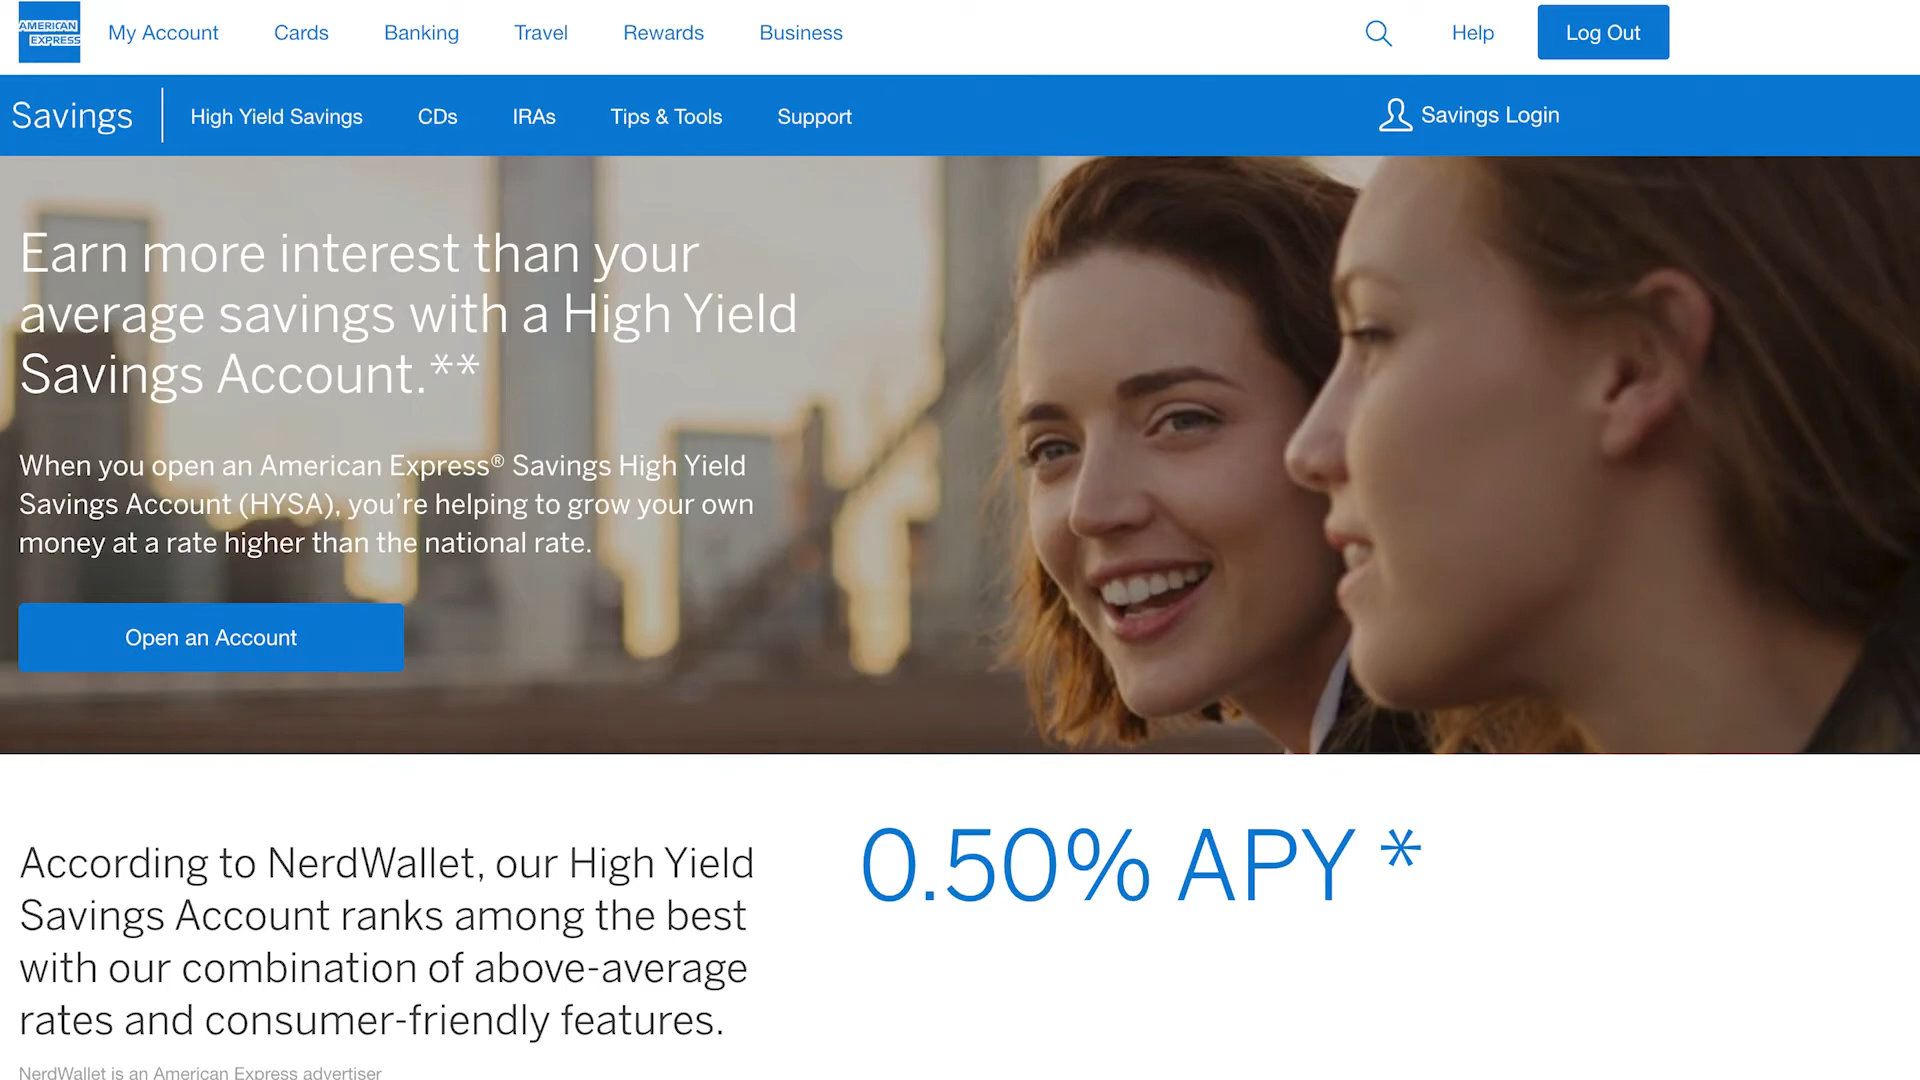 AMERICAN
EXPRESS
My Account
Cards
Banking
Travel
Rewards
Business
Help
Log Out
Savings
High Yield Savings
CDs
IRAs
Tips & Tools
Support
Savings Login
Earn more interest than your
average savings with a High Yield
Savings Account.**
When you open an American Express® Savings High Yield
Savings Account (HYSA), you're helping to grow your own
money at a rate higher than the national rate.
Open an Account
According to NerdWallet, our High Yield
Savings Account ranks among the best
with our combination of above-average
rates and consumer-friendly features.
NerdWallet is an American Express advertiser
0.50% APY *